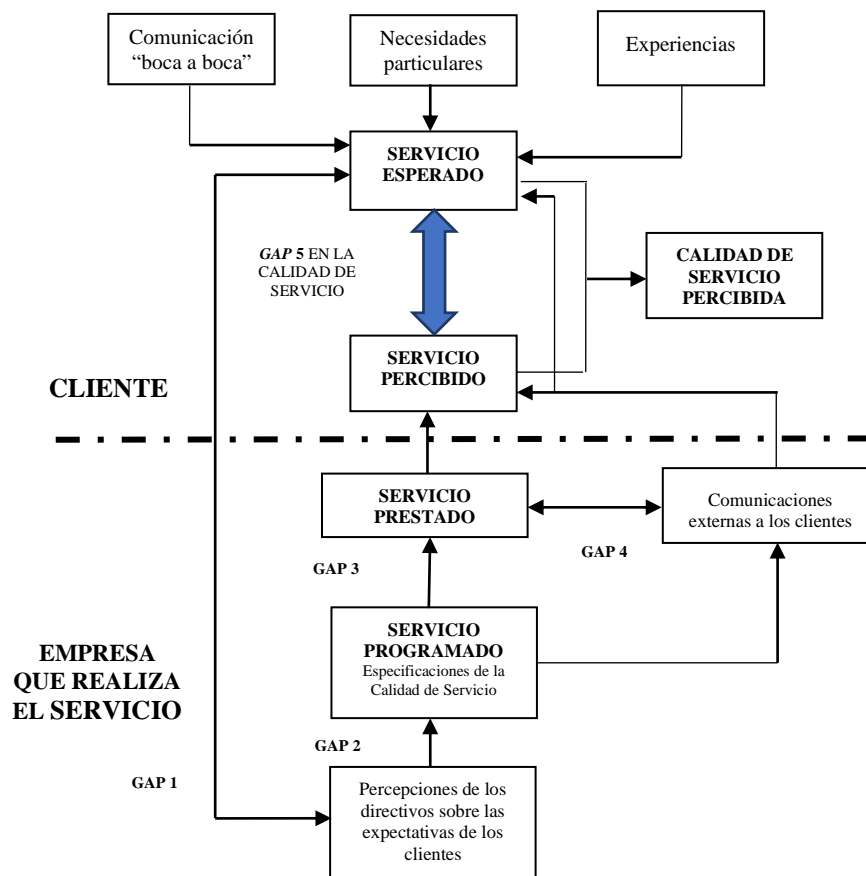 Comunicación
“boca a boca”
Necesidades
particulares
Experiencias
SERVICIO
ESPERADO
GAP 5 EN LA
CALIDAD DE
SERVICIO
CALIDAD DE
SERVICIO
PERCIBIDA
SERVICIO
PERCIBIDO
CLIENTE
SERVICIO
PRESTADO
Comunicaciones
externas a los clientes
GAP 3
GAP 4
SERVICIO
PROGRAMADO
Especificaciones de la
Calidad de Servicio
EMPRESA
QUE REALIZA
EL SERVICIO
GAP 2
GAP 1
Percepciones de los
directivos sobre las
expectativas de los
clientes